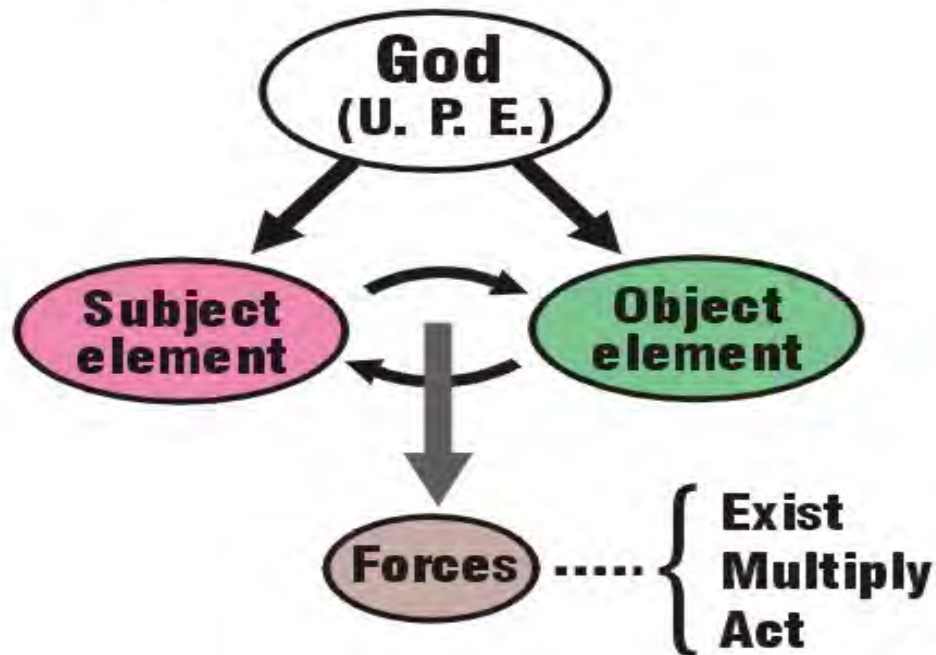 God
(U. P. E.)
Subject
element
Object
element
Forces
Exist
Multiply
Act